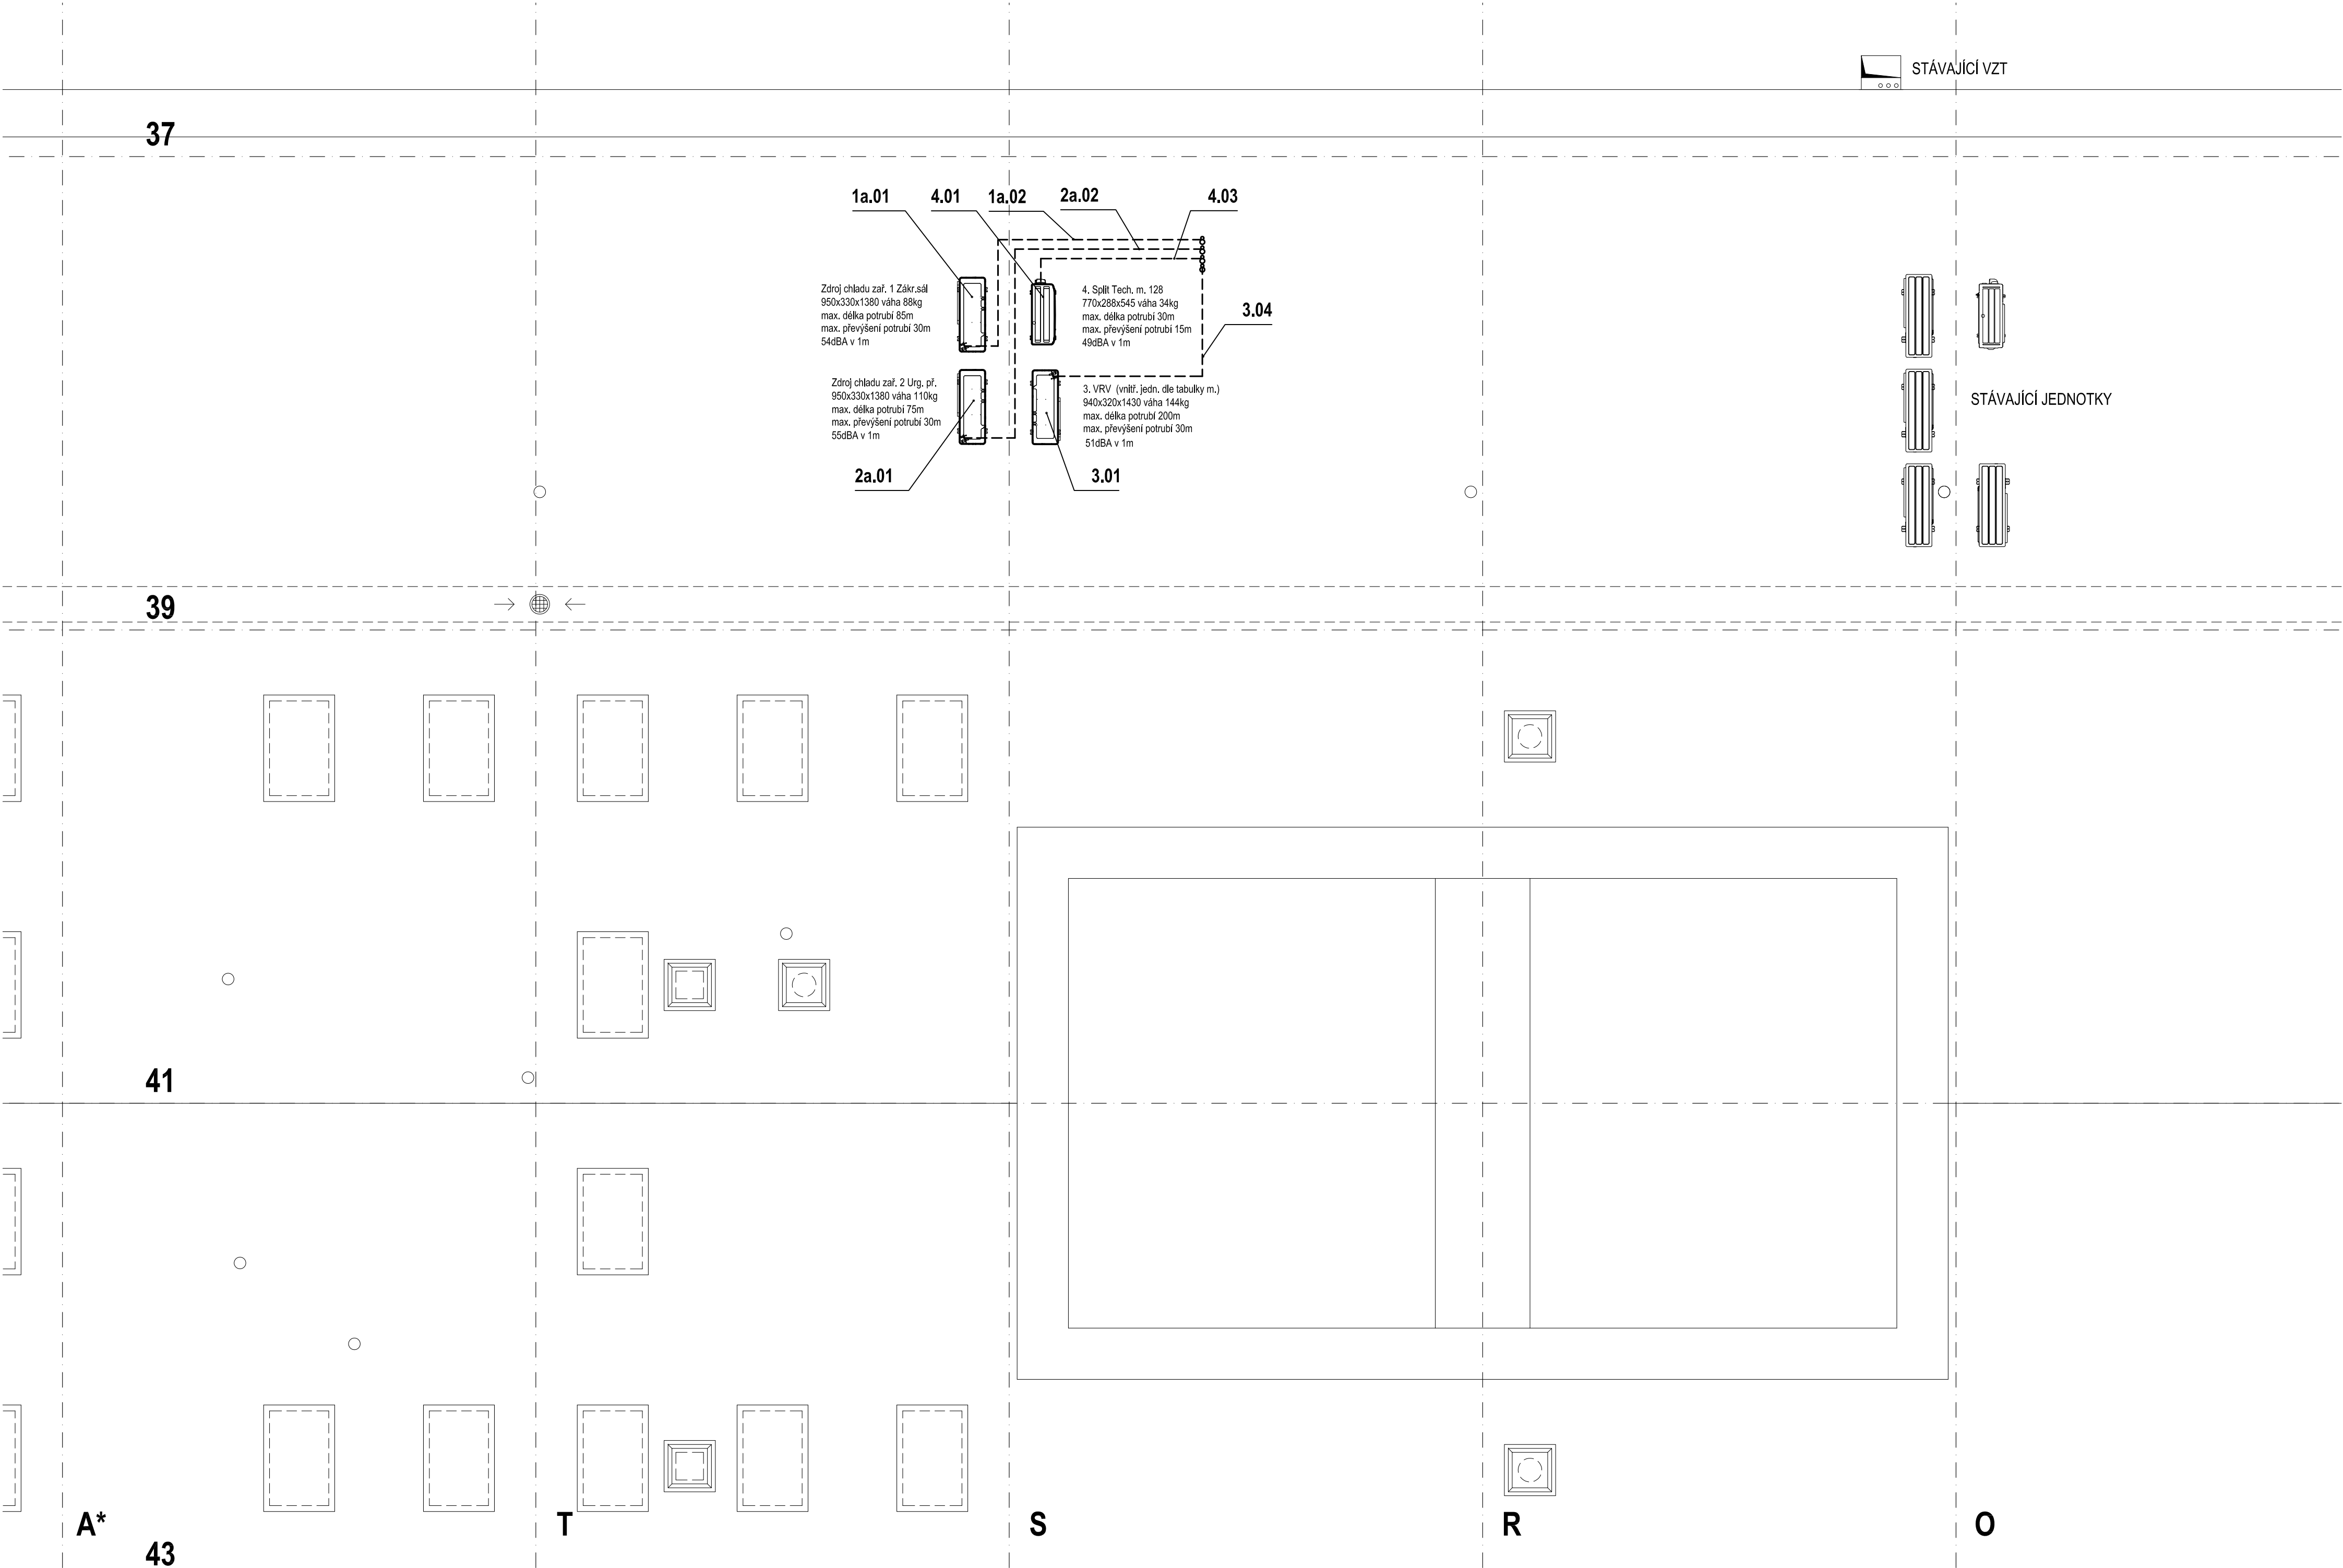 STÁVAJÍCÍ VZT
37
1a.01
4.01
1a.02
2a.02
4.03
Zdroj chladu zař. 1 Zákr.sál
950x330x1380 váha 88kg
max. délka potrubí 85m
max. převýšení potrubí 30m
54dBA v 1m
4. Split Tech. m. 128
770x288x545 váha 34kg
max. délka potrubí 30m
max. převýšení potrubí 15m
49dBA v 1m
3.04
Zdroj chladu zař. 2 Urg. př.
950x330x1380 váha 110kg
max. délka potrubí 75m
max. převýšení potrubí 30m
55dBA v 1m
3. VRV (vnitř. jedn. dle tabulky m.)
940x320x1430 váha 144kg
max. délka potrubí 200m
max. převýšení potrubí 30m
51dBA v 1m
STÁVAJÍCÍ JEDNOTKY
2a.01
3.01
39
41
A*
T
S
R
O
43